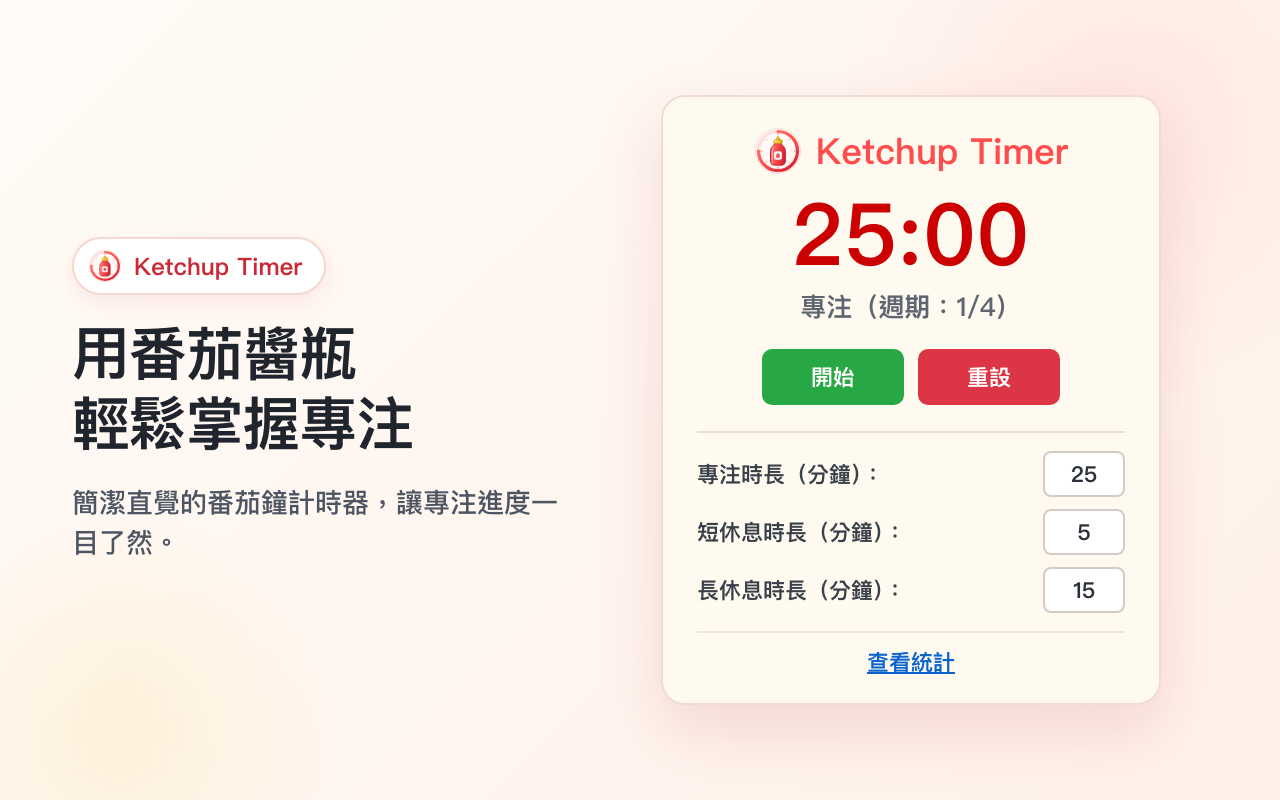 Ketchup Timer
用番茄醬瓶
輕鬆掌握專注
簡潔直覺的番茄鐘計時器，讓專注進度一
目了然。
Ketchup Timer
25:00
專注（週期：1/4）
開始
重設
專注時長（分鐘）： 25
短休息時長（分鐘）： 5
長休息時長（分鐘）： 15
查看統計